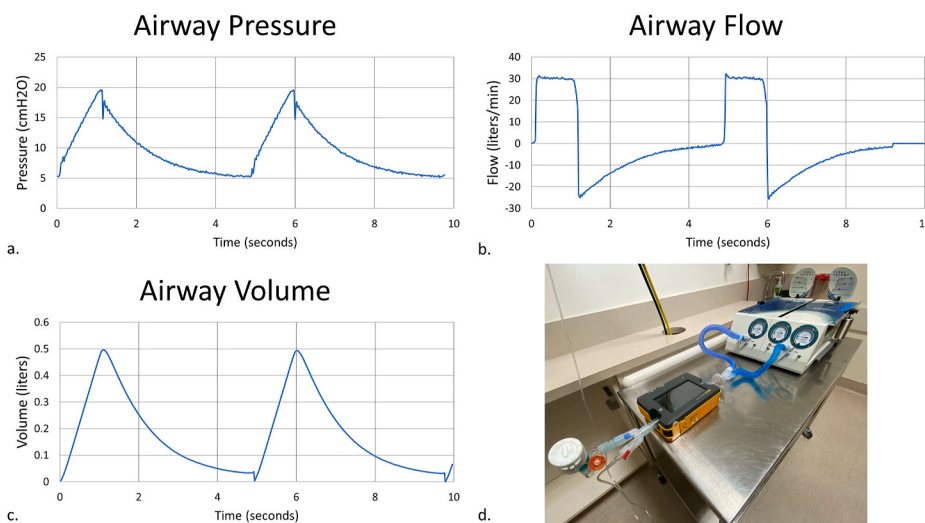 Airway Pressure
Pressure (cmH2O)
25
20
15
10
5
0
0 2 4 6 8 10
Time (seconds)
a.
Airway Flow
Flow (liters/min)
40
30
20
10
0
-10
-20
-30
0 2 4 6 8 1
Time (seconds)
b.
Airway Volume
Volume (liters)
0.6
0.5
0.4
0.3
0.2
0.1
0
0 2 4 6 8 10
Time (seconds)
c.
d.